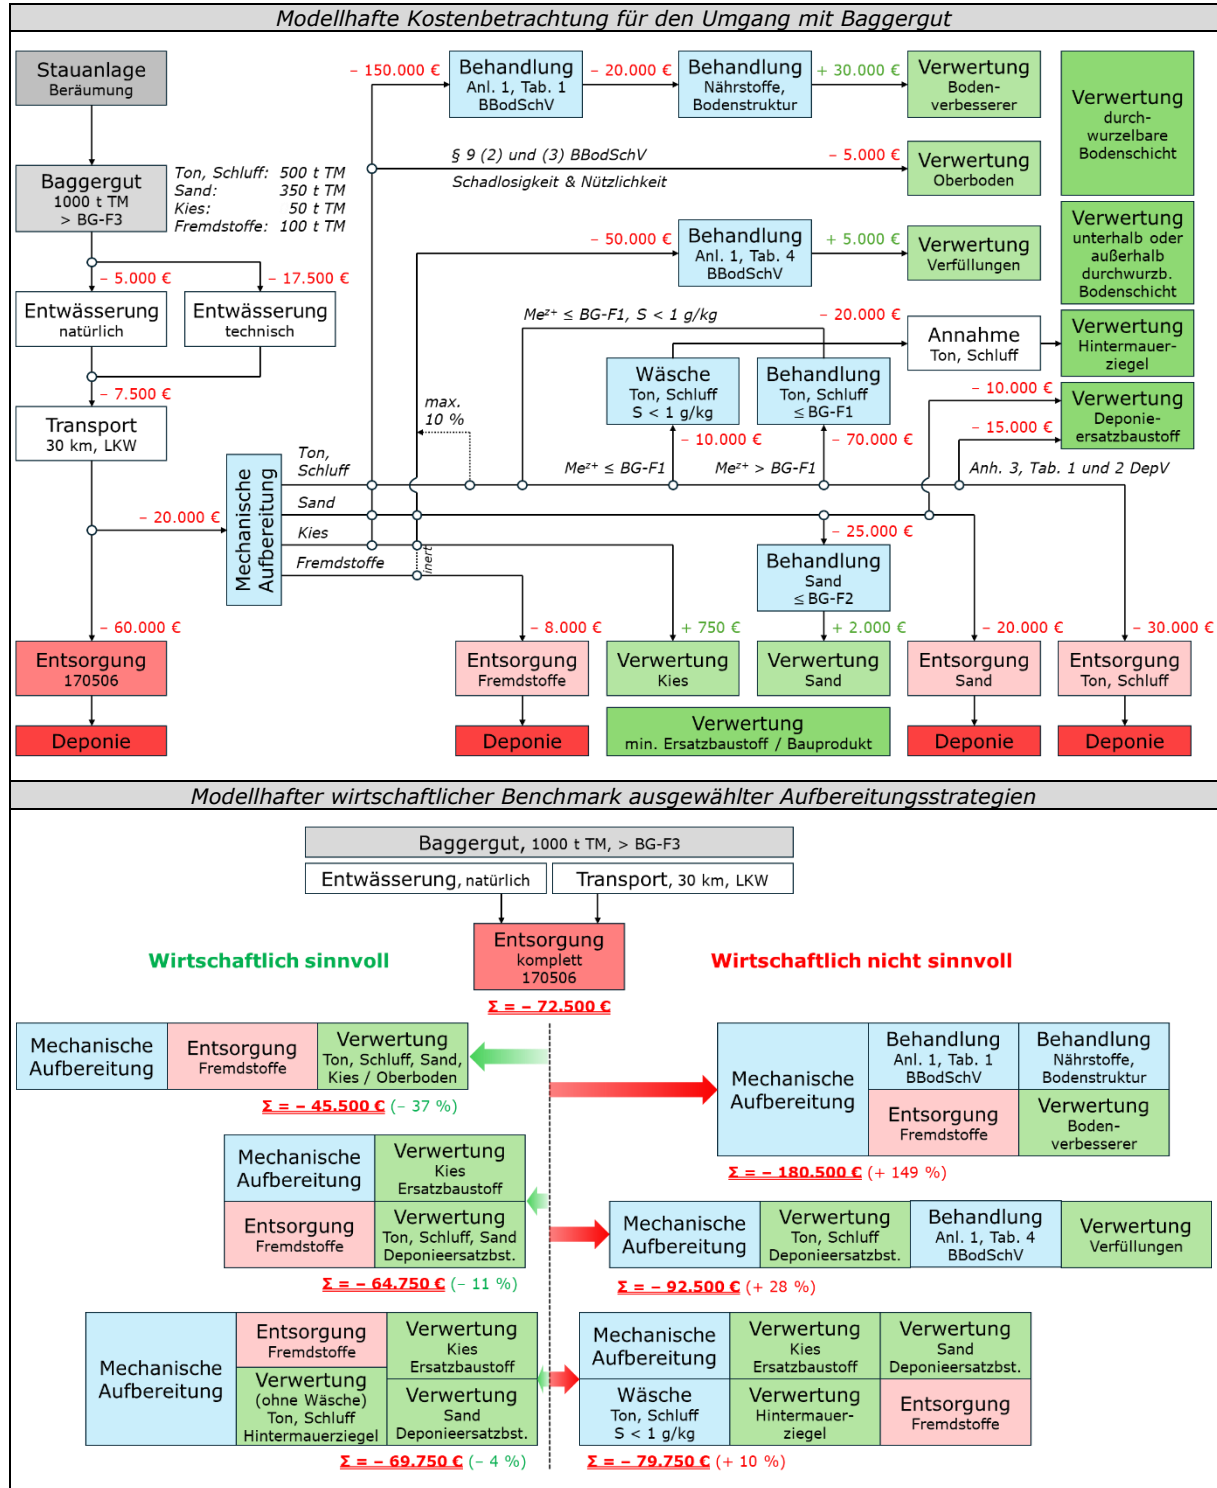 Modellhafte Kostenbetrachtung für den Umgang mit Baggergut
Stauanlage
Beräumung
– 150.000 €
Behandlung
Anl. 1, Tab. 1
BBodSchV
– 20.000 €
Behandlung
Nährstoffe,
Bodenstruktur
+ 30.000 €
Verwertung
Boden-
verbesserer
Verwertung
durch-
wurzelbare
Bodenschicht
Baggergut
1000 t TM
> BG-F3
Ton, Schluff: 500 t TM
Sand: 350 t TM
Kies: 50 t TM
Fremdstoffe: 100 t TM
§ 9 (2) und (3) BBodSchV
Schadlosigkeit & Nützlichkeit
– 5.000 €
Verwertung
Oberboden
– 50.000 €
Behandlung
Anl. 1, Tab. 4
BBodSchV
+ 5.000 €
Verwertung
Verfüllungen
Verwertung
unterhalb oder
außerhalb
durchwurzb.
Bodenschicht
– 5.000 €
– 17.500 €
Entwässerung
natürlich
Entwässerung
technisch
Meᶻ⁺ ≤ BG-F1, S < 1 g/kg
– 20.000 €
Annahme
Ton, Schluff
Verwertung
Hintermauer-
ziegel
– 7.500 €
Transport
30 km, LKW
max.
10 %
Wäsche
Ton, Schluff
S < 1 g/kg
Behandlung
Ton, Schluff
≤ BG-F1
– 10.000 €
Verwertung
Deponie-
ersatzbaustoff
– 15.000 €
– 10.000 €
– 70.000 €
Ton,
Schluff
Meᶻ⁺ ≤ BG-F1
Meᶻ⁺ > BG-F1
Anh. 3, Tab. 1 und 2 DepV
– 20.000 €
Mechanische
Aufbereitung
Sand
Kies
Fremdstoffe
inert
– 25.000 €
Behandlung
Sand
≤ BG-F2
– 60.000 €
– 8.000 €
+ 750 €
+ 2.000 €
– 20.000 €
– 30.000 €
Entsorgung
170506
Entsorgung
Fremdstoffe
Verwertung
Kies
Verwertung
Sand
Entsorgung
Sand
Entsorgung
Ton, Schluff
Deponie
Deponie
Verwertung
min. Ersatzbaustoff / Bauprodukt
Deponie
Deponie
Modellhafter wirtschaftlicher Benchmark ausgewählter Aufbereitungsstrategien
Baggergut, 1000 t TM, > BG-F3
Entwässerung, natürlich
Transport, 30 km, LKW
Entsorgung
komplett
170506
Wirtschaftlich sinnvoll
Wirtschaftlich nicht sinnvoll
Σ = – 72.500 €
Mechanische
Aufbereitung
Entsorgung
Fremdstoffe
Verwertung
Ton, Schluff, Sand,
Kies / Oberboden
Σ = – 45.500 € (– 37 %)
Mechanische
Aufbereitung
Behandlung
Anl. 1, Tab. 1
BBodSchV
Behandlung
Nährstoffe,
Bodenstruktur
Entsorgung
Fremdstoffe
Verwertung
Boden-
verbesserer
Σ = – 180.500 € (+ 149 %)
Mechanische
Aufbereitung
Verwertung
Kies
Ersatzbaustoff
Entsorgung
Fremdstoffe
Verwertung
Ton, Schluff, Sand
Deponieersatzbst.
Σ = – 64.750 € (– 11 %)
Mechanische
Aufbereitung
Verwertung
Ton, Schluff
Deponieersatzbst.
Behandlung
Anl. 1, Tab. 4
BBodSchV
Verwertung
Verfüllungen
Σ = – 92.500 € (+ 28 %)
Mechanische
Aufbereitung
Entsorgung
Fremdstoffe
Verwertung
Kies
Ersatzbaustoff
Verwertung
(ohne Wäsche)
Ton, Schluff
Hintermauerziegel
Verwertung
Sand
Deponieersatzbst.
Σ = – 69.750 € (– 4 %)
Mechanische
Aufbereitung
Verwertung
Kies
Ersatzbaustoff
Verwertung
Sand
Deponieersatzbst.
Wäsche
Ton, Schluff
S < 1 g/kg
Verwertung
Hintermauer-
ziegel
Entsorgung
Fremdstoffe
Σ = – 79.750 € (+ 10 %)